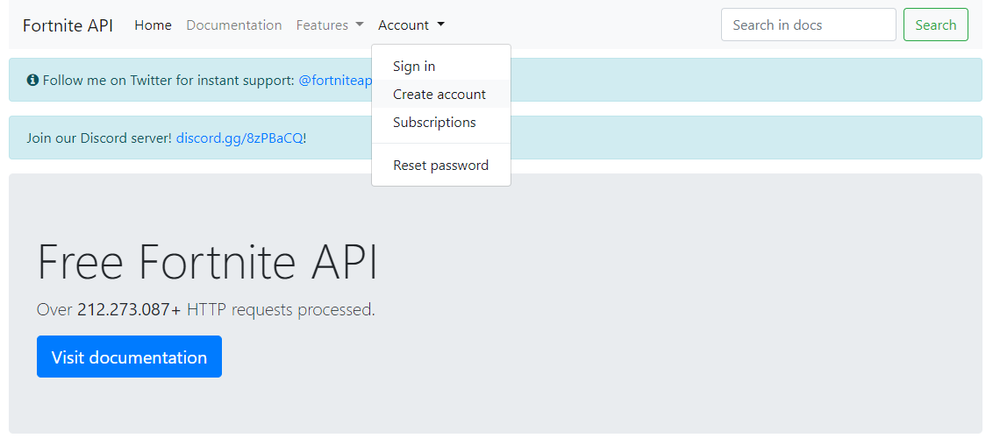 Fortnite API Home Documentation Features Account Search in docs Search
Sign in
Create account
Subscriptions
Reset password
Follow me on Twitter for instant support: @fortniteap
Join our Discord server! discord.gg/8zPBaCQ!
Free Fortnite API
Over 212.273.087+ HTTP requests processed.
Visit documentation